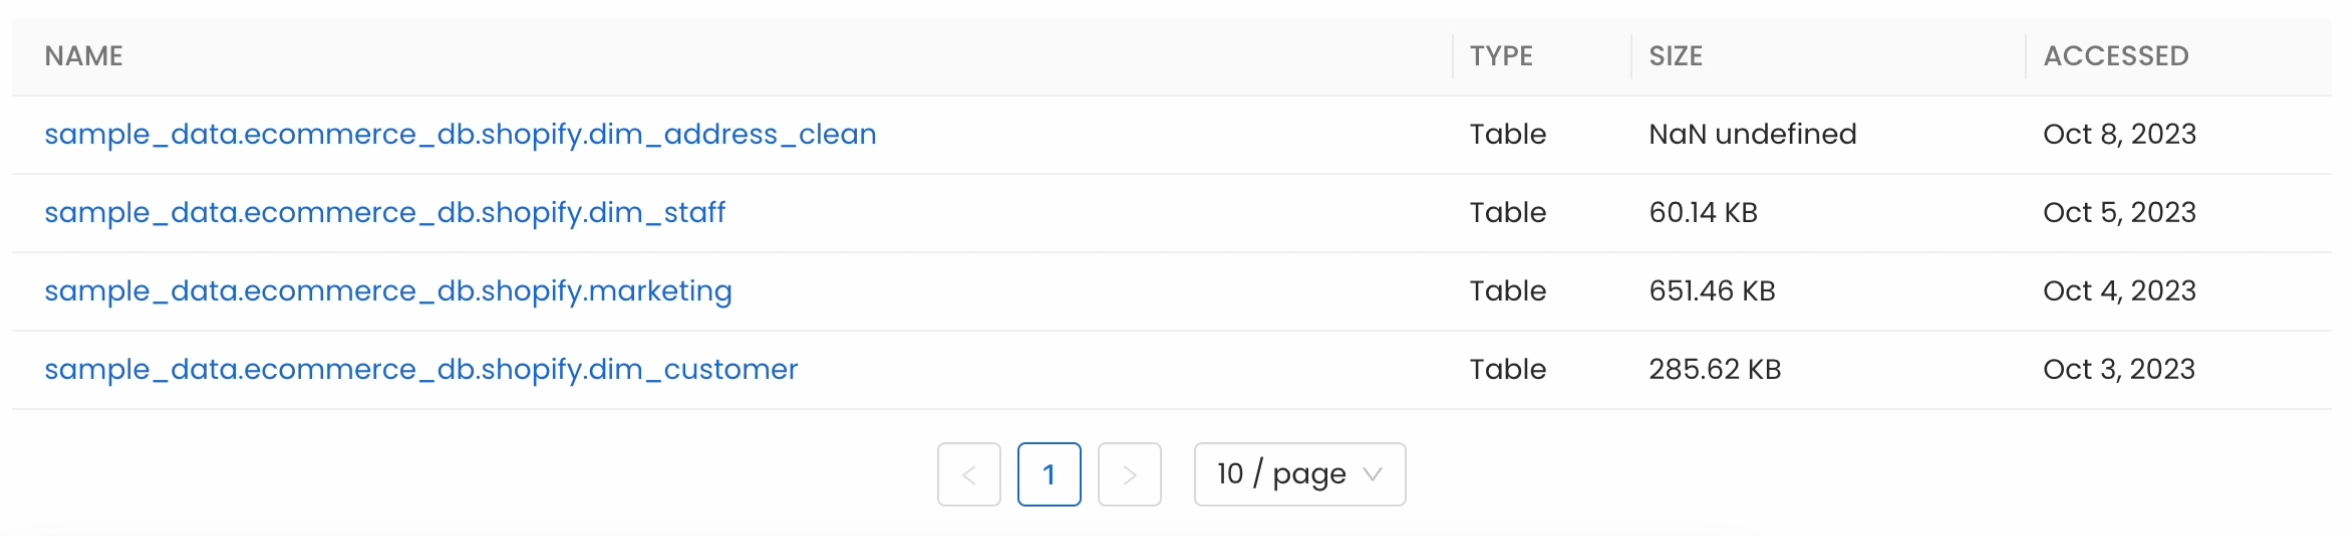 NAME TYPE SIZE ACCESSED
sample_data.ecommerce_db.shopify.dim_address_clean Table NaN undefined Oct 8, 2023
sample_data.ecommerce_db.shopify.dim_staff Table 60.14 KB Oct 5, 2023
sample_data.ecommerce_db.shopify.marketing Table 651.46 KB Oct 4, 2023
sample_data.ecommerce_db.shopify.dim_customer Table 285.62 KB Oct 3, 2023
< 1 > 10 / page